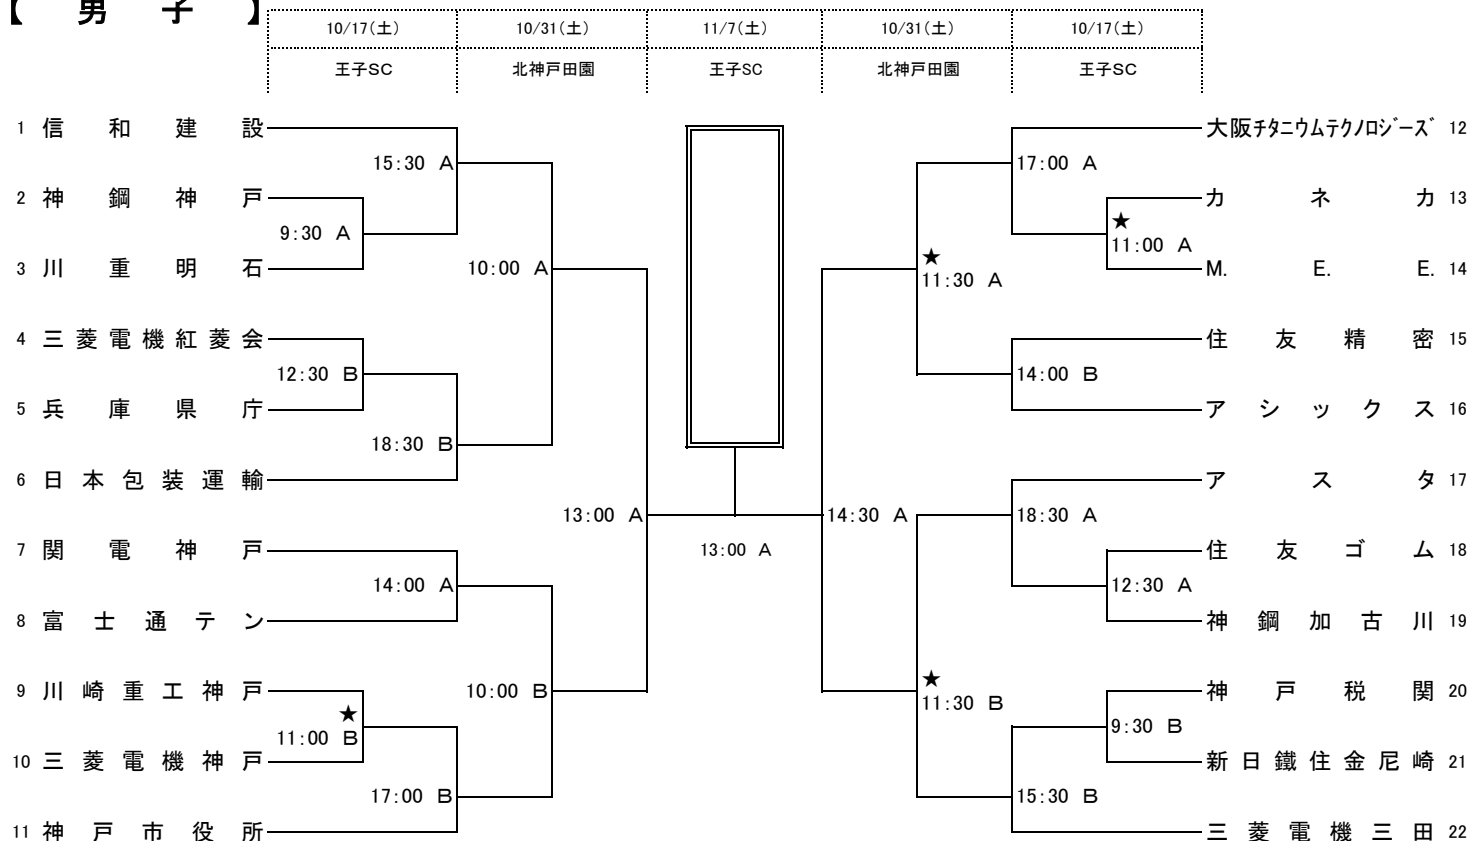 【 男 子 】
10/17(土) 10/31(土) 11/7(土) 10/31(土) 10/17(土)
王子SC 北神戸田園 王子SC 北神戸田園 王子SC
1 信和建設 大阪チタニウムテクノロジーズ 12
15:30 A 17:00 A
2 神鋼神戸 カネカ 13
★
9:30 A 11:00 A
★
3 川重明石 10:00 A 11:30 A M.E.E. 14
4 三菱電機紅菱会 住友精密 15
12:30 B 14:00 B
5 兵庫県庁 アシックス 16
18:30 B
6 日本包装運輸 アスタ 17
13:00 A 14:30 A 18:30 A
7 関電神戸 13:00 A 住友ゴム 18
14:00 A 12:30 A
8 富士通テン 神鋼加古川 19
★
9 川崎重工神戸 10:00 B 11:30 B 神戸税関 20
★
11:00 B 9:30 B
10 三菱電機神戸 新日鐵住金尼崎 21
17:00 B 15:30 B
11 神戸市役所 三菱電機三田 22